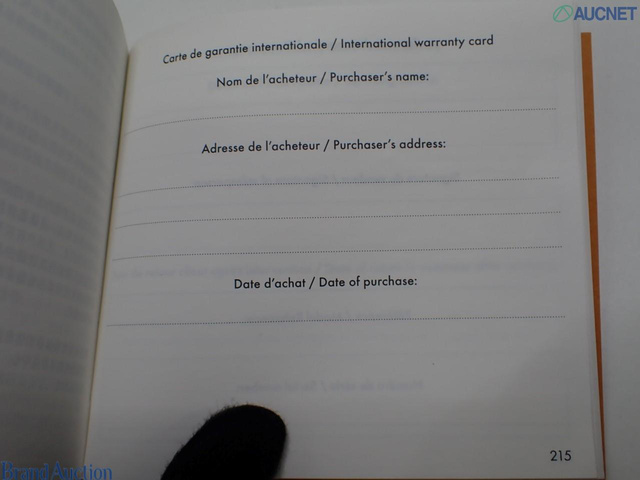 AUCNET
Carte de garantie internationale / International warranty card
Nom de l'acheteur / Purchaser's name:
Adresse de l'acheteur / Purchaser's address:
Date d'achat / Date of purchase:
215
Brand Auction